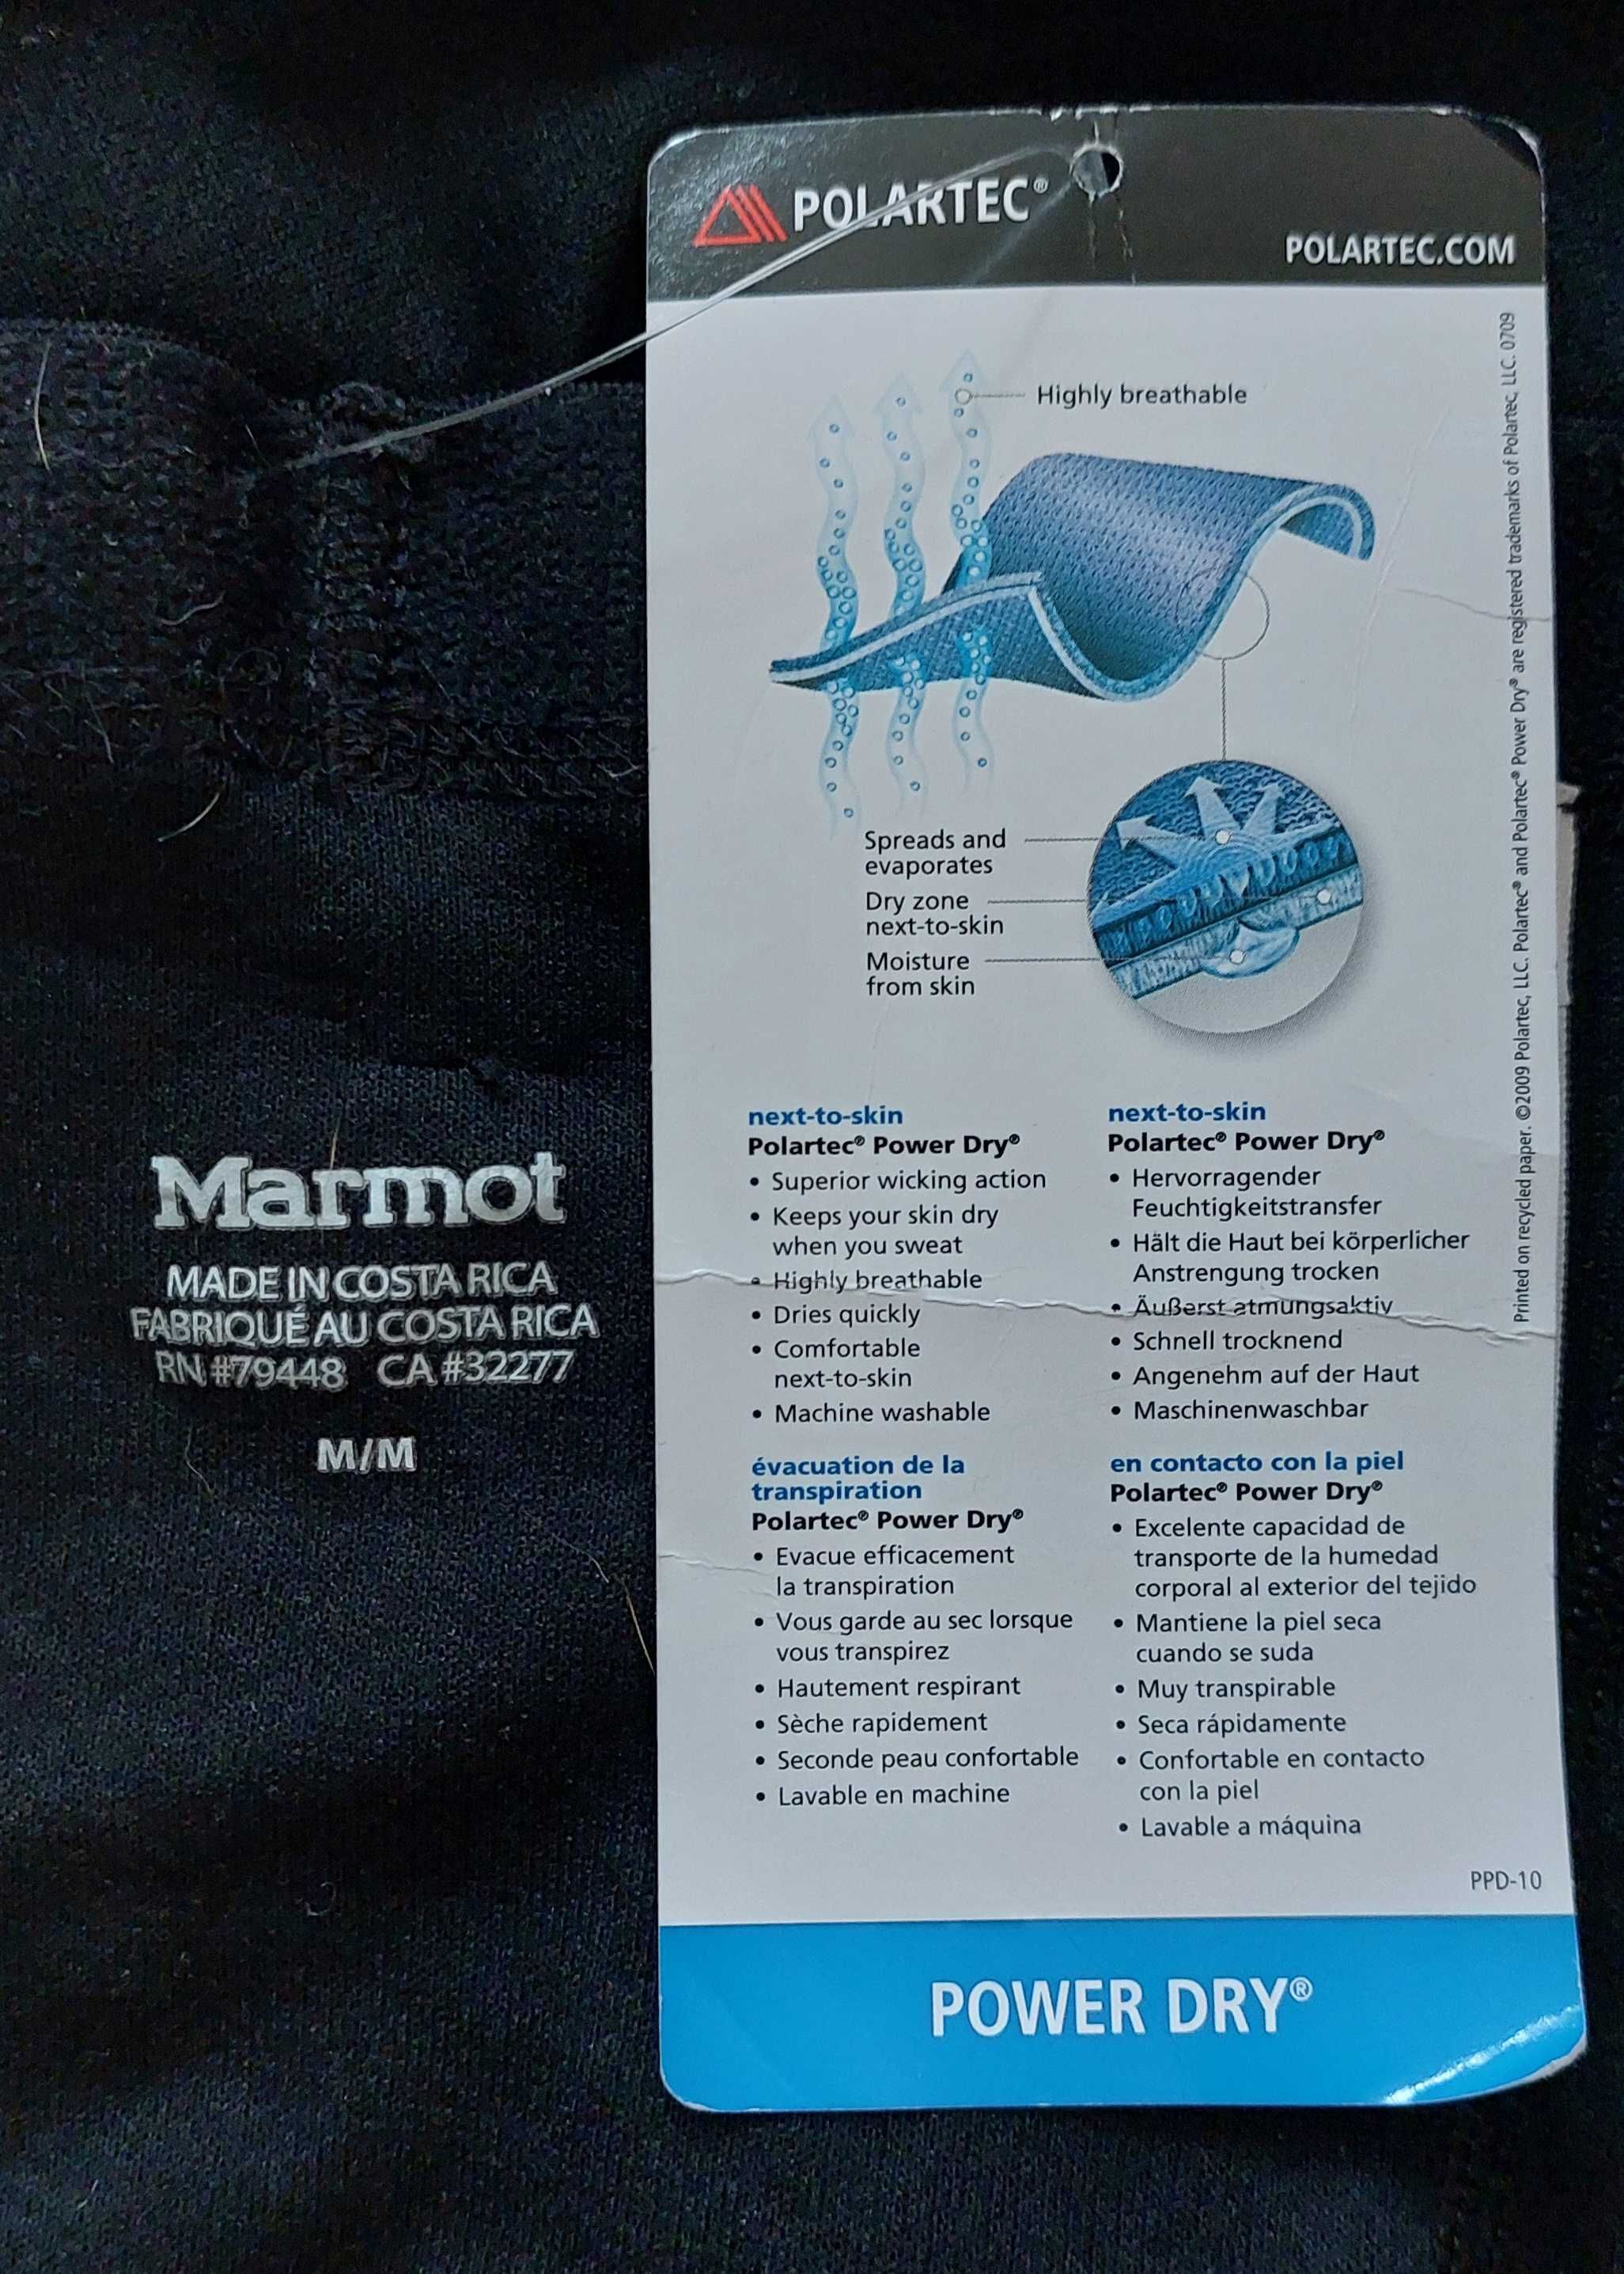 POLARTEC®
POLARTEC.COM
Highly breathable
Spreads and
evaporates
Dry zone
next-to-skin
Moisture
from skin
next-to-skin
Polartec® Power Dry®
• Superior wicking action
• Keeps your skin dry
when you sweat
• Highly breathable
• Dries quickly
• Comfortable
next-to-skin
• Machine washable
next-to-skin
Polartec® Power Dry®
• Hervorragender
Feuchtigkeitstransfer
• Hält die Haut bei körperlicher
Anstrengung trocken
• Äußerst atmungsaktiv
• Schnell trocknend
• Angenehm auf der Haut
• Maschinenwaschbar
évacuation de la
transpiration
Polartec® Power Dry®
• Evacue efficacement
la transpiration
• Vous garde au sec lorsque
vous transpirez
• Hautement respirant
• Sèche rapidement
• Seconde peau confortable
• Lavable en machine
en contacto con la piel
Polartec® Power Dry®
• Excelente capacidad de
transporte de la humedad
corporal al exterior del tejido
• Mantiene la piel seca
cuando se suda
• Muy transpirable
• Seca rápidamente
• Confortable en contacto
con la piel
• Lavable a máquina
PPD-10
POWER DRY®
Printed on recycled paper. ©2009 Polartec, LLC. Polartec® and Polartec® Power Dry® are registered trademarks of Polartec, LLC. 0709
Marmot
MADE IN COSTA RICA
FABRIQUÉ AU COSTA RICA
RN #79448 CA #32277
M/M